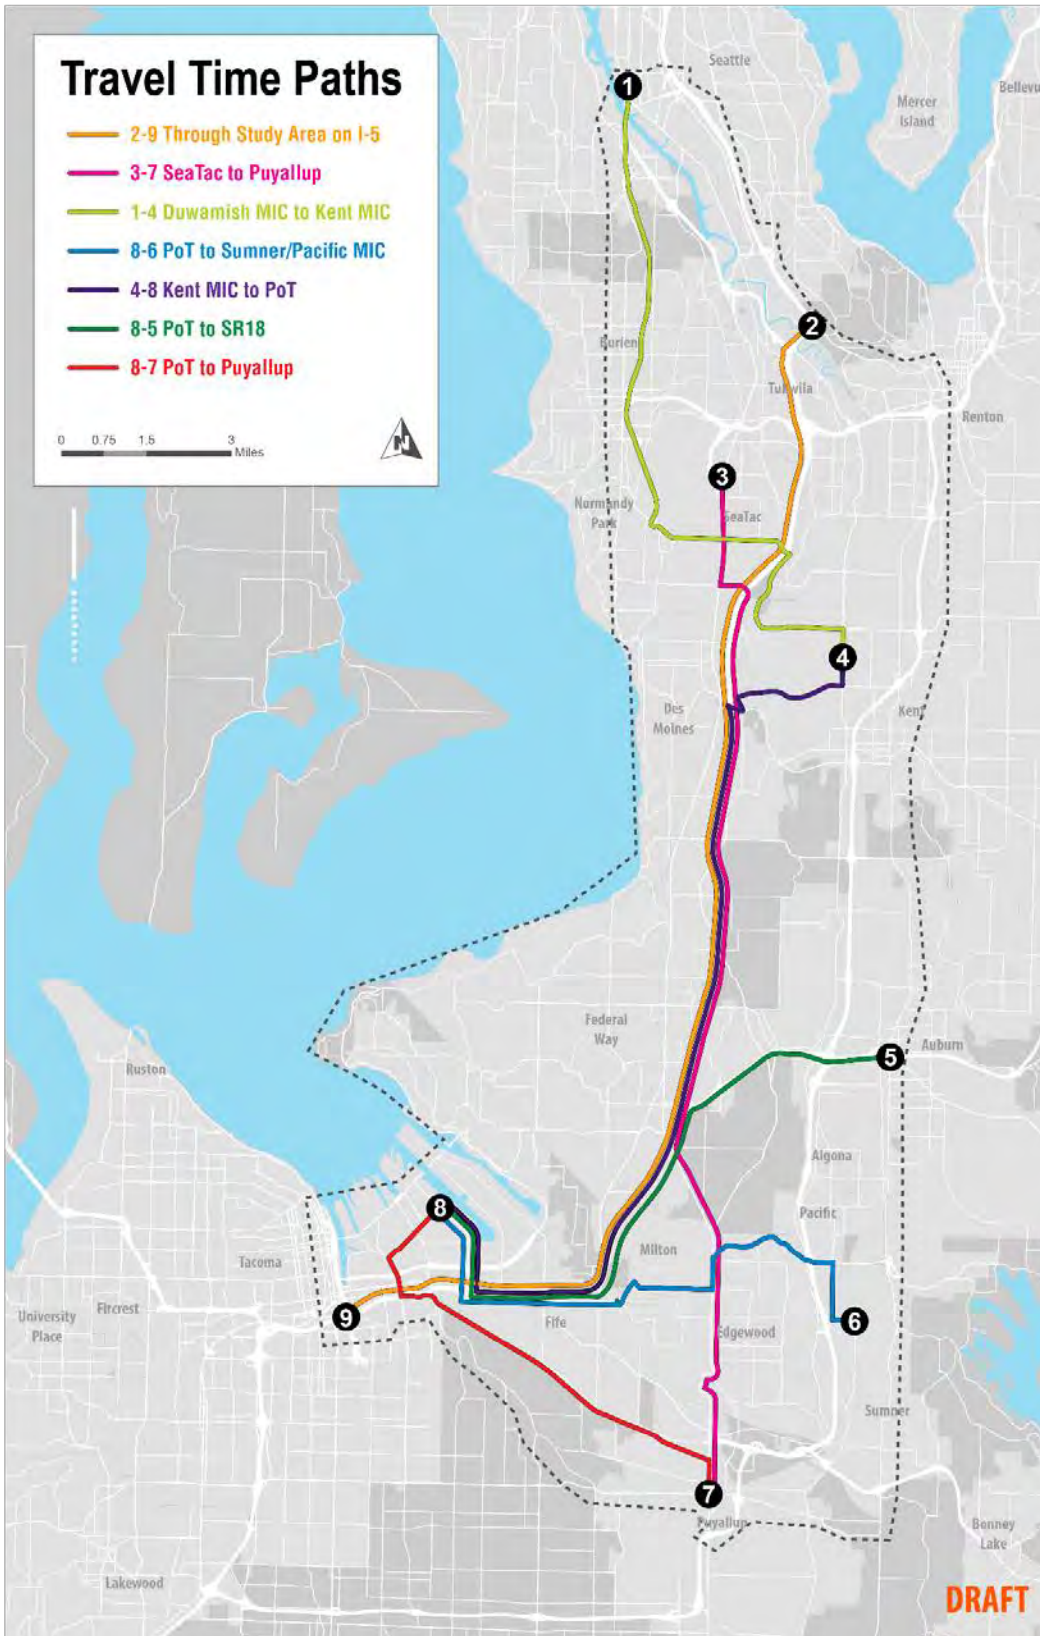 Travel Time Paths
2-9 Through Study Area on I-5
3-7 SeaTac to Puyallup
1-4 Duwamish MIC to Kent MIC
8-6 PoT to Sumner/Pacific MIC
4-8 Kent MIC to PoT
8-5 PoT to SR18
8-7 PoT to Puyallup
0 0.75 1.5 3
Miles
N
Seattle
1
Bellevu
Mercer
Island
2
Burien
Tukwila
Renton
3
Normandy
Park
SeaTac
4
Kent
Des
Moines
Federal
Way
Auburn
5
Ruston
Algona
8
Pacific
Milton
Tacoma
University
Place
Fircrest
9
Fife
6
Edgewood
Sumner
7
Puyallup
Bonney
Lake
Lakewood
DRAFT